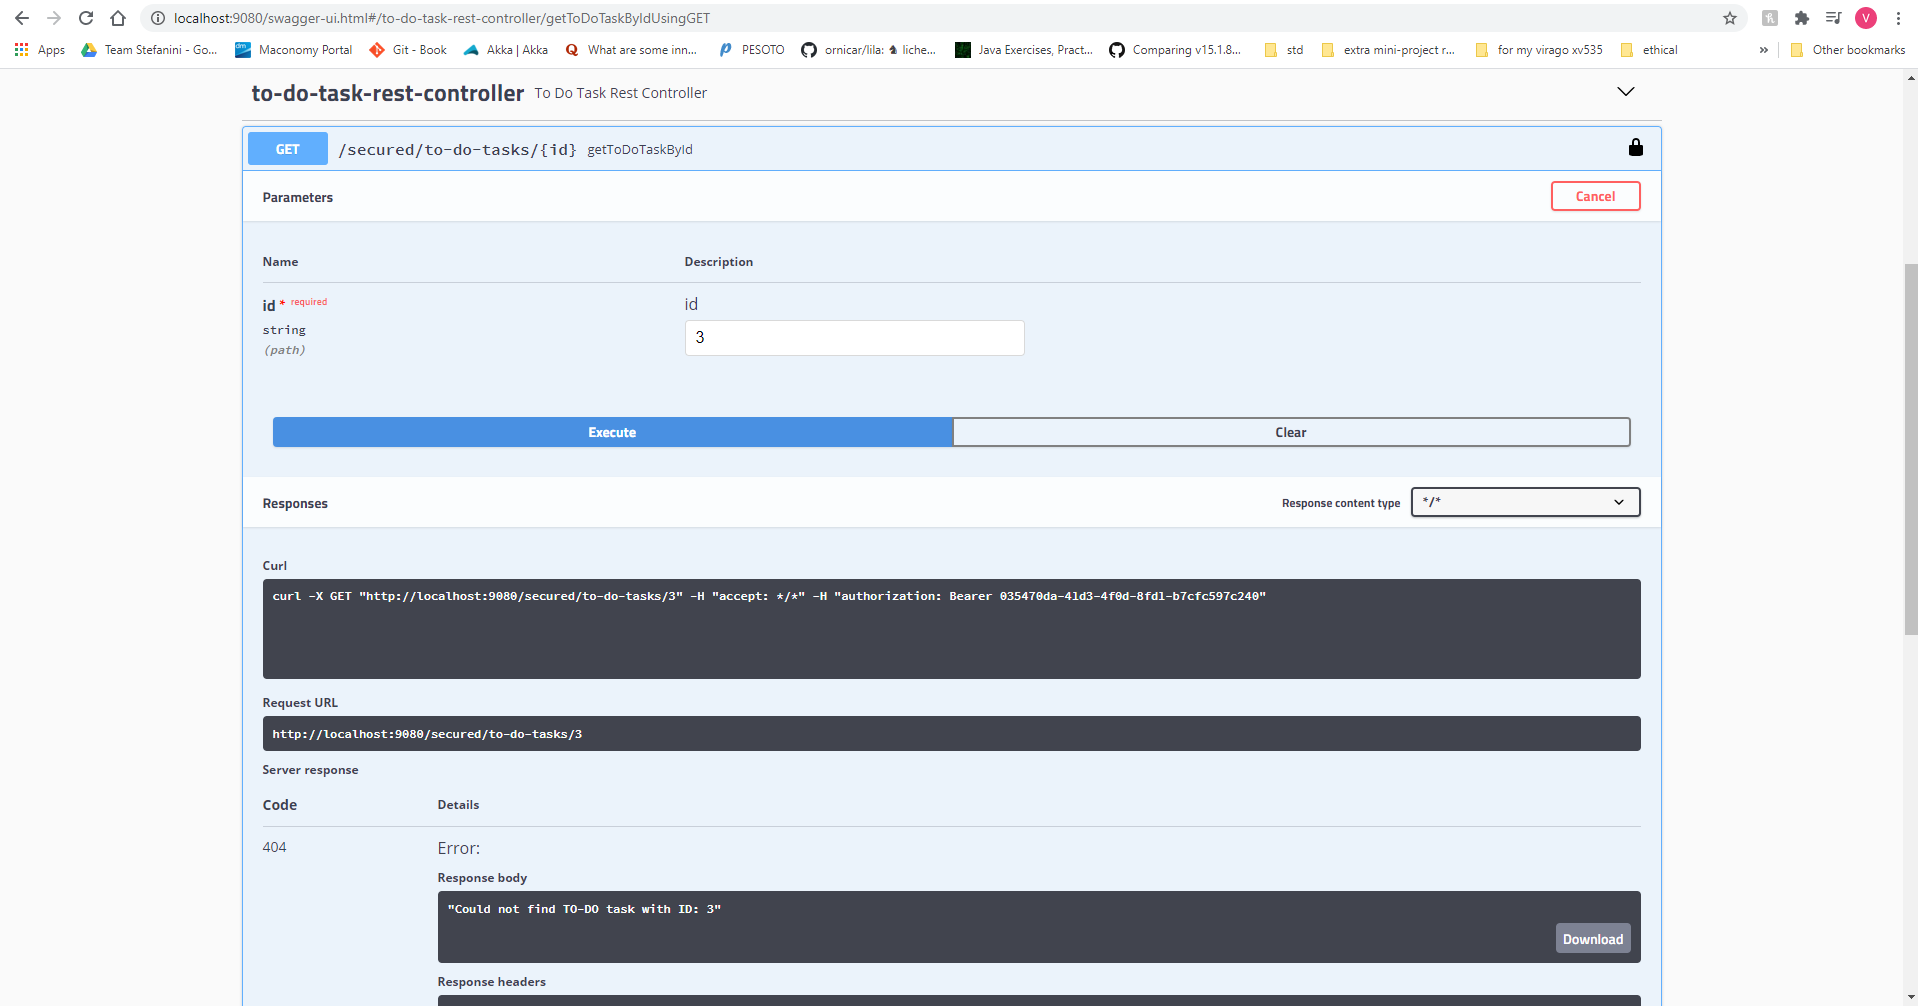 localhost:9080/swagger-ui.html#/to-do-task-rest-controller/getToDoTaskByIdUsingGET
V
Apps Team Stefanini - Go... Maconomy Portal Git - Book Akka | Akka What are some inn... PESOTO ornicar/lila: ♞ liche... Java Exercises, Pract... Comparing v15.1.8... std extra mini-project r... for my virago xv535 ethical » Other bookmarks
to-do-task-rest-controller To Do Task Rest Controller
GET /secured/to-do-tasks/{id} getToDoTaskById
Parameters Cancel
Name Description
id * required id
string 3
(path)
Execute Clear
Responses Response content type */*
Curl
curl -X GET "http://localhost:9080/secured/to-do-tasks/3" -H "accept: */*" -H "authorization: Bearer 035470da-41d3-4f0d-8fd1-b7cfc597c240"
Request URL
http://localhost:9080/secured/to-do-tasks/3
Server response
Code Details
404 Error:
Response body
"Could not find TO-DO task with ID: 3"
Download
Response headers